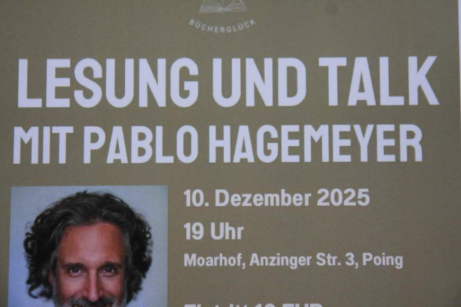 BÜCHERGLÜCK
LESUNG UND TALK
MIT PABLO HAGEMEYER
10. Dezember 2025
19 Uhr
Moarhof, Anzinger Str. 3, Poing